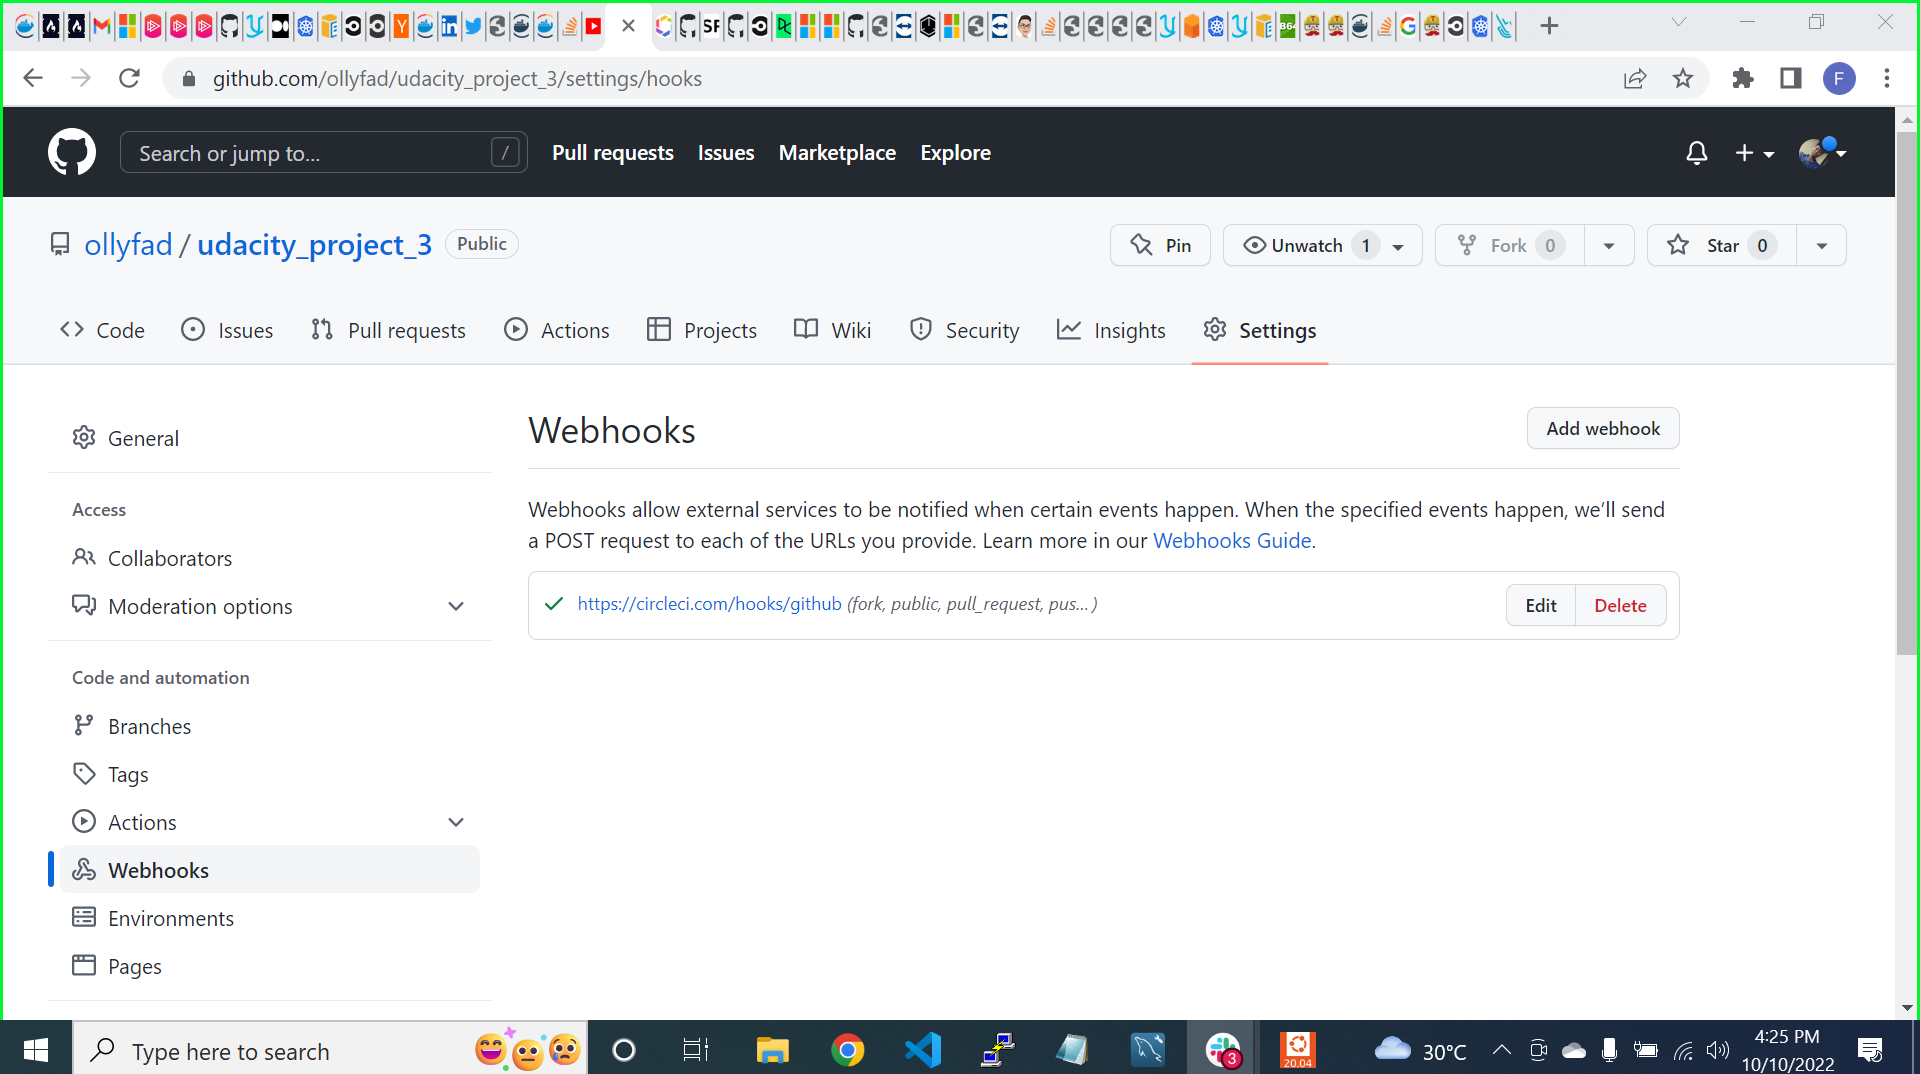 github.com/ollyfad/udacity_project_3/settings/hooks
F
Search or jump to... /
Pull requests Issues Marketplace Explore
ollyfad / udacity_project_3 Public
Pin Unwatch 1 Fork 0 Star 0
Code Issues Pull requests Actions Projects Wiki Security Insights Settings
General
Access
Collaborators
Moderation options
Code and automation
Branches
Tags
Actions
Webhooks
Environments
Pages
Webhooks
Add webhook
Webhooks allow external services to be notified when certain events happen. When the specified events happen, we’ll send
a POST request to each of the URLs you provide. Learn more in our Webhooks Guide.
https://circleci.com/hooks/github (fork, public, pull_request, pus... )
Edit Delete
Type here to search
3
20.04
30°C
4:25 PM
10/10/2022